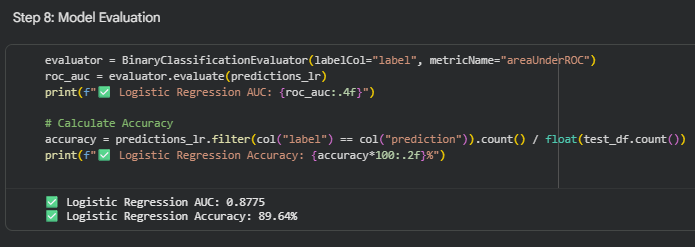 Step 8: Model Evaluation
evaluator = BinaryClassificationEvaluator(labelCol="label", metricName="areaUnderROC")
roc_auc = evaluator.evaluate(predictions_lr)
print(f"✅ Logistic Regression AUC: {roc_auc:.4f}")
# Calculate Accuracy
accuracy = predictions_lr.filter(col("label") == col("prediction")).count() / float(test_df.count())
print(f"✅ Logistic Regression Accuracy: {accuracy*100:.2f}%")
✅ Logistic Regression AUC: 0.8775
✅ Logistic Regression Accuracy: 89.64%